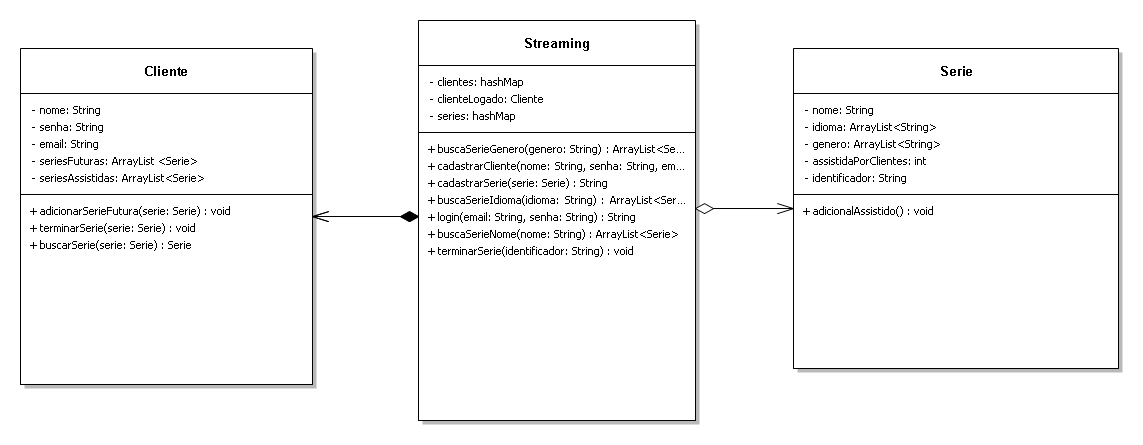 Cliente
- nome: String
- senha: String
- email: String
- seriesFuturas: ArrayList <Serie>
- seriesAssistidas: ArrayList<Serie>
+ adicionarSerieFutura(serie: Serie) : void
+ terminarSerie(serie: Serie) : void
+ buscarSerie(serie: Serie) : Serie
Streaming
- clientes: hashMap
- clienteLogado: Cliente
- series: hashMap
+ buscaSerieGenero(genero: String) : ArrayList<Se...
+ cadastrarCliente(nome: String, senha: String, em...
+ cadastrarSerie(serie: Serie) : String
+ buscaSerieIdioma(idioma: String) : ArrayList<Seri...
+ login(email: String, senha: String) : String
+ buscaSerieNome(nome: String) : ArrayList<Serie>
+ terminarSerie(identificador: String) : void
Serie
- nome: String
- idioma: ArrayList<String>
- genero: ArrayList<String>
- assistidaPorClientes: int
- identificador: String
+ adicionalAssistido() : void